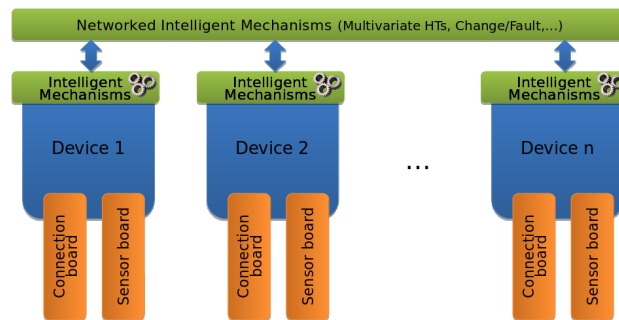 Networked Intelligent Mechanisms (Multivariate HTs, Change/Fault,...)
Intelligent
Mechanisms
Intelligent
Mechanisms
Intelligent
Mechanisms
Device 1
Device 2
...
Device n
Connection
board
Sensor board
Connection
board
Sensor board
Connection
board
Sensor board